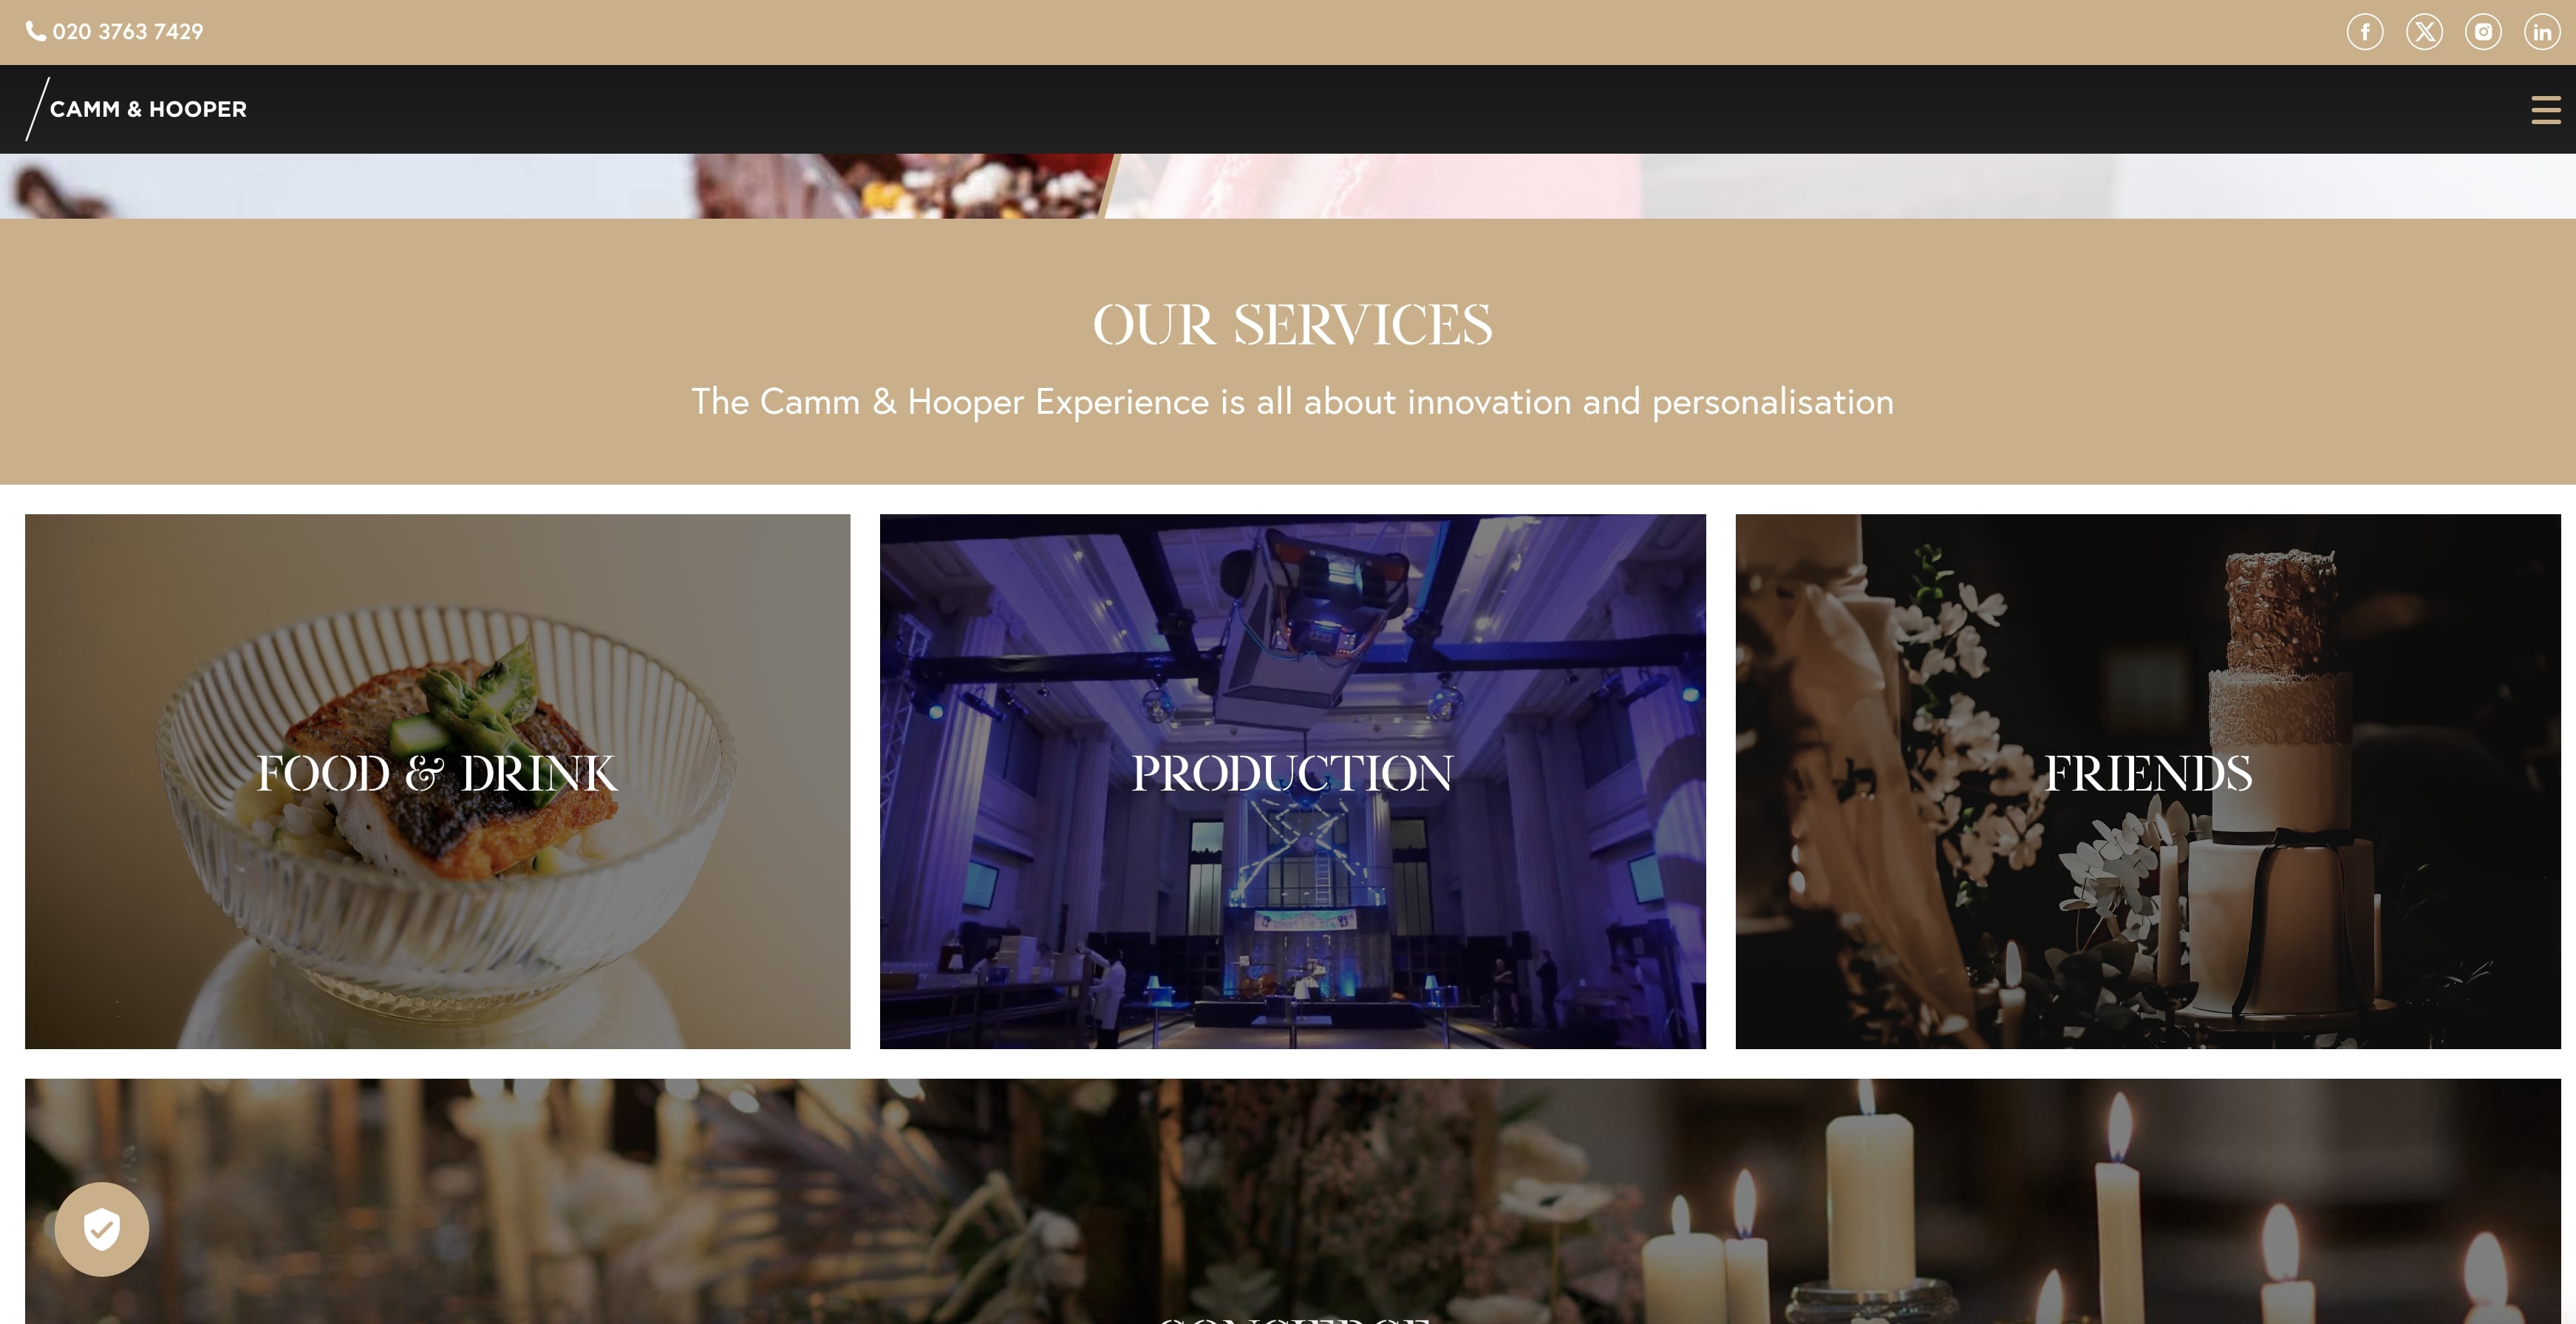 020 3763 7429
CAMM & HOOPER
OUR SERVICES
The Camm & Hooper Experience is all about innovation and personalisation
FOOD & DRINK
PRODUCTION
FRIENDS
CONCIERGE